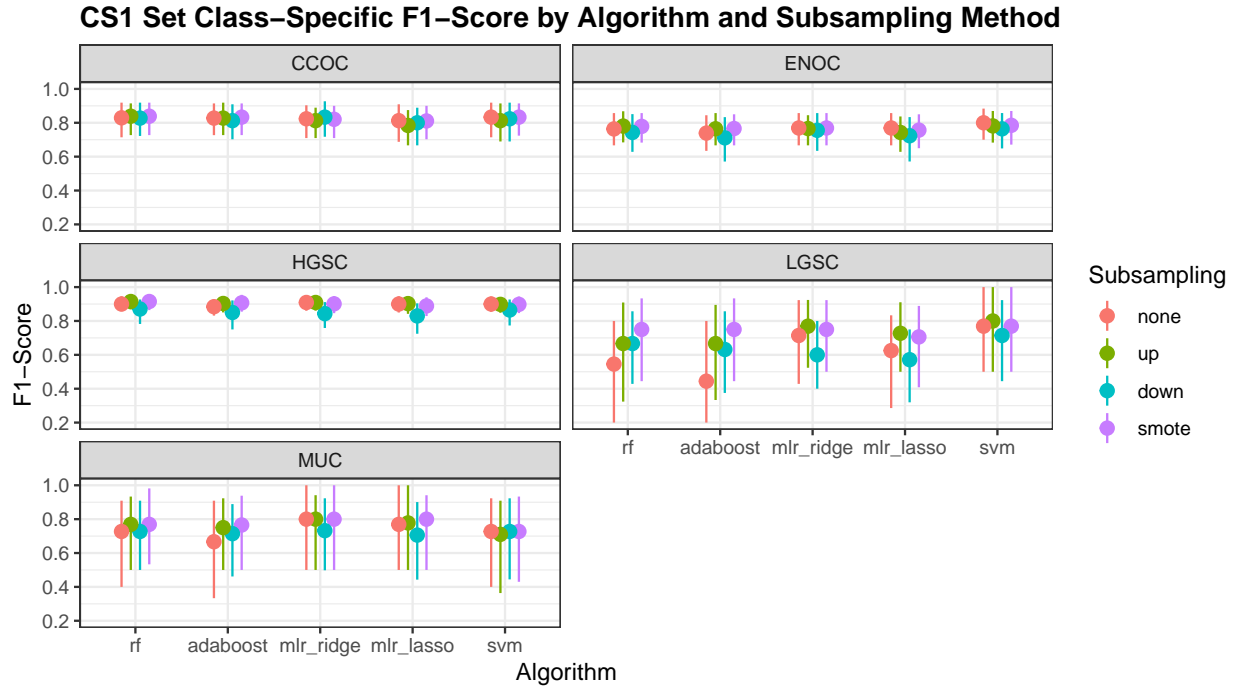 CS1 Set Class−Specific F1−Score by Algorithm and Subsampling Method
CCOC
ENOC
1.0
0.8
0.6
0.4
0.2
HGSC
LGSC
1.0
0.8
0.6
0.4
0.2
rf adaboost mlr_ridge mlr_lasso svm
MUC
1.0
0.8
0.6
0.4
0.2
rf adaboost mlr_ridge mlr_lasso svm
F1−Score
Algorithm
Subsampling
none
up
down
smote